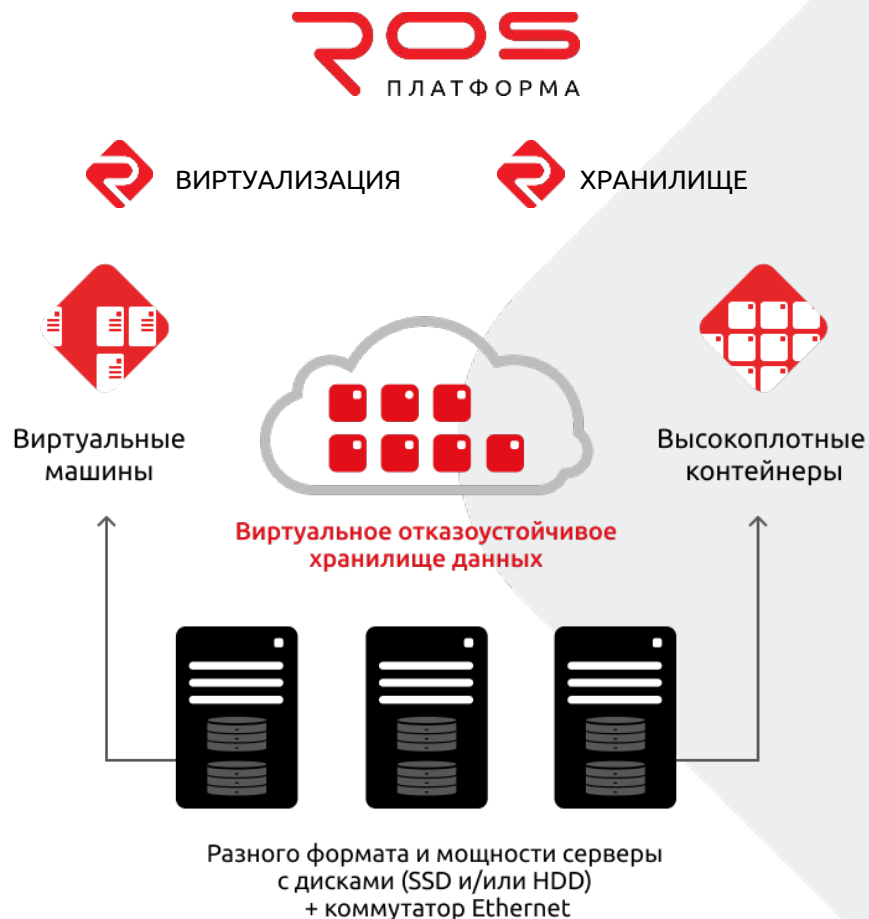 ROS
ПЛАТФОРМА
ВИРТУАЛИЗАЦИЯ
ХРАНИЛИЩЕ
Виртуальные
машины
Высокоплотные
контейнеры
Виртуальное отказоустойчивое
хранилище данных
Разного формата и мощности серверы
с дисками (SSD и/или HDD)
+ коммутатор Ethernet